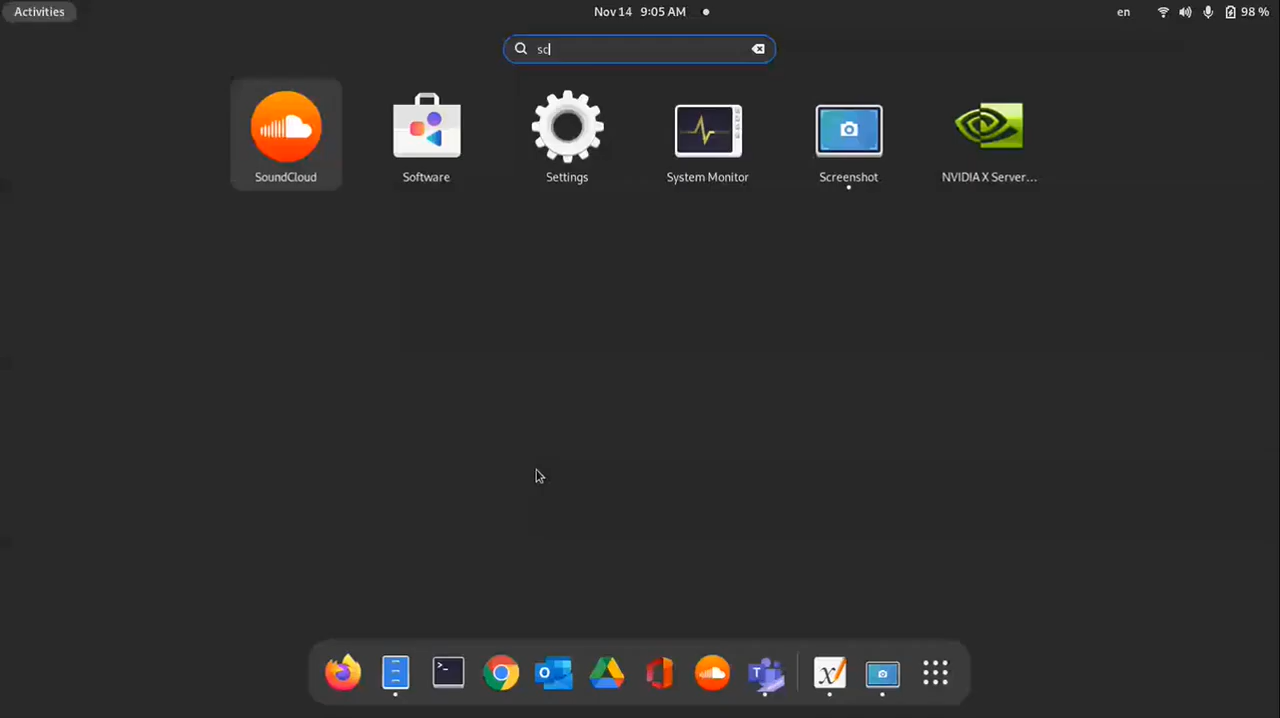 Activities
Nov 14 9:05 AM
en
98 %
sc
SoundCloud
Software
Settings
System Monitor
Screenshot
NVIDIA X Server...